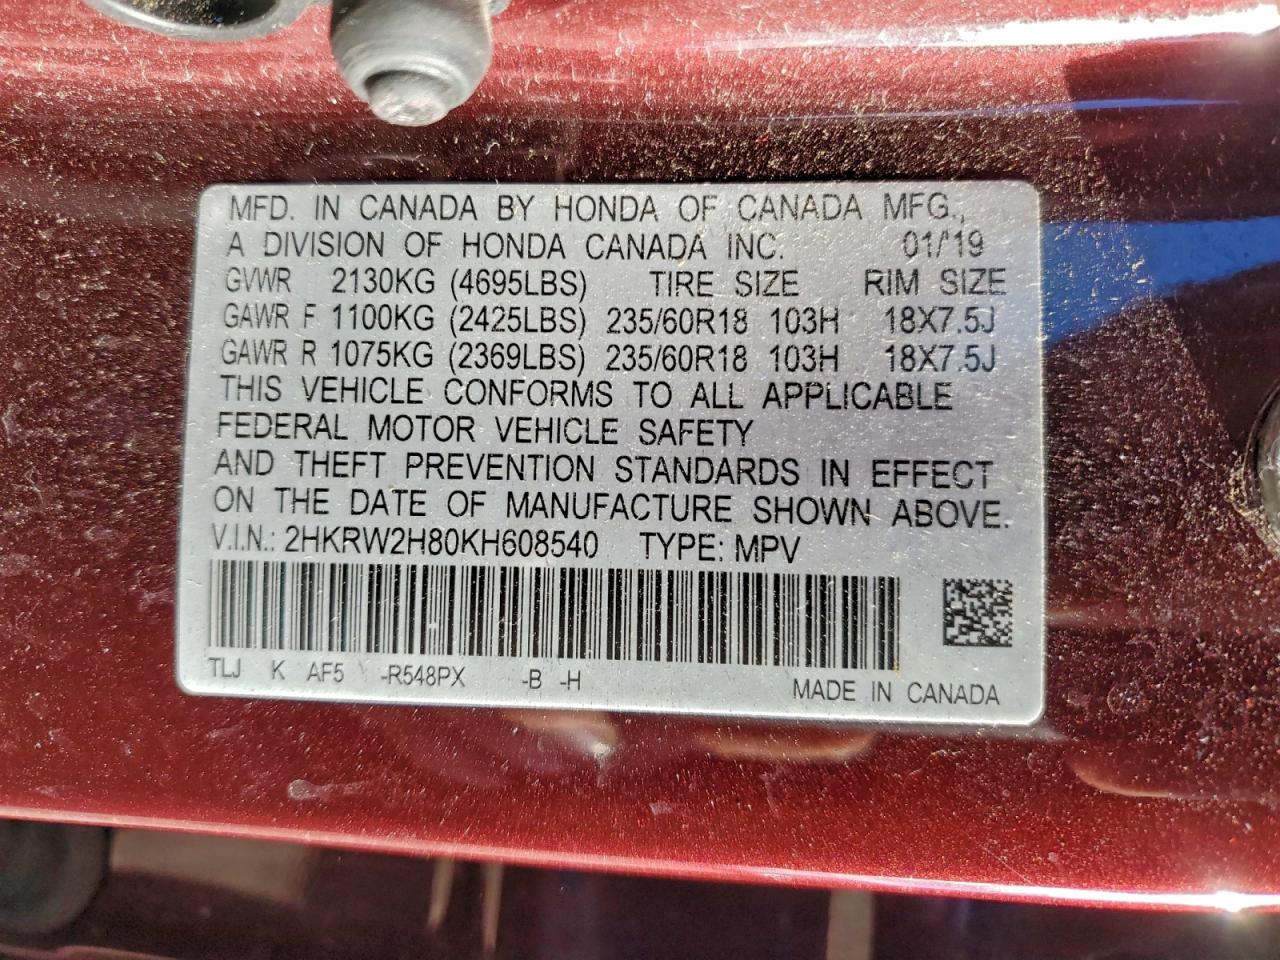 MFD. IN CANADA BY HONDA OF CANADA MFG.,
A DIVISION OF HONDA CANADA INC. 01/'19
GVWR 2130KG (4695LBS) TIRE SIZE RIM SIZE
GAWR F 1100KG (2425LBS) 235/60R18 103H 18X7.5J
GAWR R 1075KG (2369LBS) 235/60R18 103H 18X7.5J
THIS VEHICLE CONFORMS TO ALL APPLICABLE
FEDERAL MOTOR VEHICLE SAFETY
AND THEFT PREVENTION STANDARDS IN EFFECT
ON THE DATE OF MANUFACTURE SHOWN ABOVE.
V.I.N.: 2HKRW2H80KH608540 TYPE: MPV
TLJ K AF5 -R548PX -B -H
MADE IN CANADA